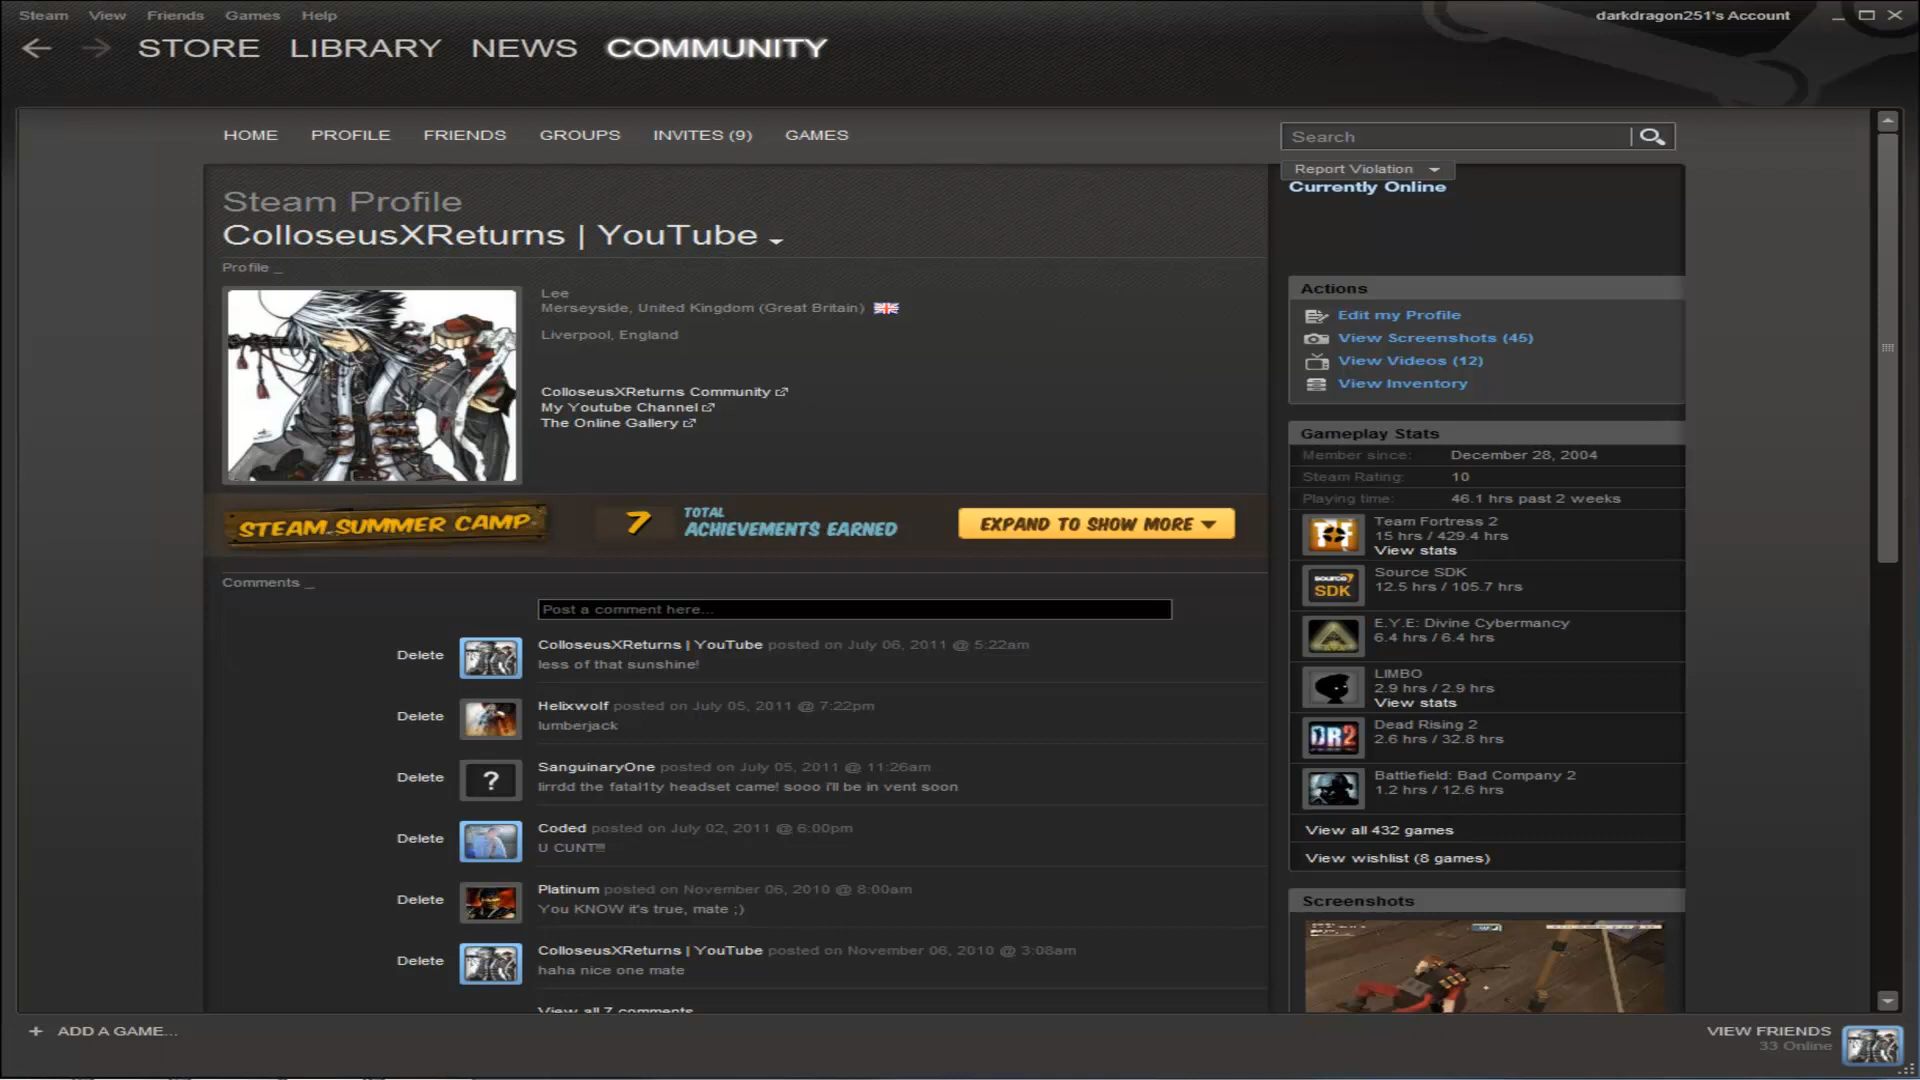 Steam View Friends Games Help
darkdragon251's Account
STORE LIBRARY NEWS COMMUNITY
HOME PROFILE FRIENDS GROUPS INVITES (9) GAMES
Search
Report Violation
Currently Online
Steam Profile
ColloseusXReturns | YouTube
Profile _
Lee
Merseyside, United Kingdom (Great Britain)
Liverpool, England
ColloseusXReturns Community
My Youtube Channel
The Online Gallery
STEAM SUMMER CAMP
7
TOTAL
ACHIEVEMENTS EARNED
EXPAND TO SHOW MORE
Comments _
Post a comment here...
Delete
ColloseusXReturns | YouTube posted on July 06, 2011 @ 5:22am
less of that sunshine!
Delete
Helixwolf posted on July 05, 2011 @ 7:22pm
lumberjack
Delete
?
SanguinaryOne posted on July 05, 2011 @ 11:26am
lirrdd the fatal1ty headset came! sooo i'll be in vent soon
Delete
Coded posted on July 02, 2011 @ 6:00pm
U CUNT!!!
Delete
Platinum posted on November 06, 2010 @ 8:00am
You KNOW it's true, mate ;)
Delete
ColloseusXReturns | YouTube posted on November 06, 2010 @ 3:08am
haha nice one mate
View all 7 comments
Actions
Edit my Profile
View Screenshots (45)
View Videos (12)
View Inventory
Gameplay Stats
Member since: December 28, 2004
Steam Rating: 10
Playing time: 46.1 hrs past 2 weeks
Team Fortress 2
15 hrs / 429.4 hrs
View stats
source
SDK
Source SDK
12.5 hrs / 105.7 hrs
E.Y.E: Divine Cybermancy
6.4 hrs / 6.4 hrs
LIMBO
2.9 hrs / 2.9 hrs
View stats
DR2
Dead Rising 2
2.6 hrs / 32.8 hrs
Battlefield: Bad Company 2
1.2 hrs / 12.6 hrs
View all 432 games
View wishlist (8 games)
Screenshots
+ ADD A GAME...
VIEW FRIENDS
33 Online